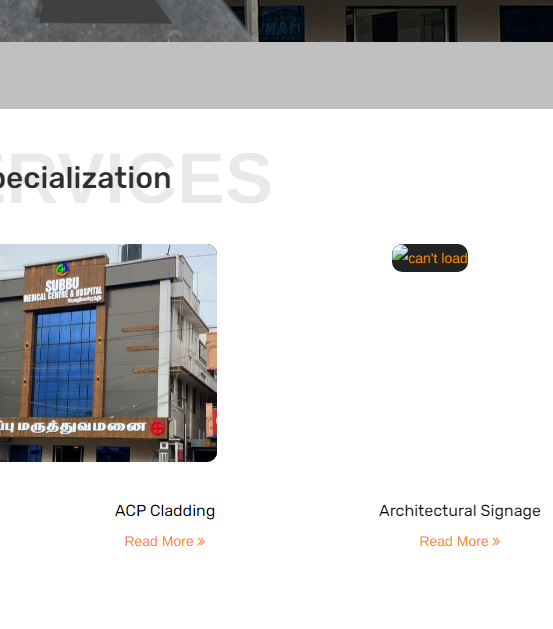 ERVICES
pecialization
SUBBU
MEDICAL CENTRE & HOSPITAL
ப்பு மருத்துவமனை
can't load
ACP Cladding
Architectural Signage
Read More »
Read More »